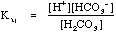 Kₐ₁ = [H⁺][HCO₃⁻]
[H₂CO₃]